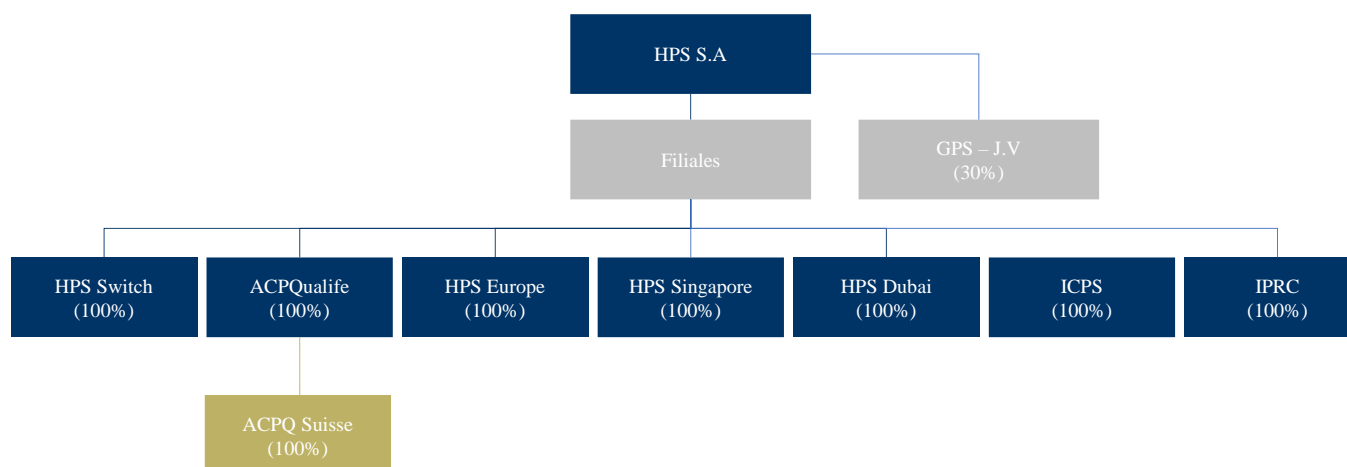 HPS S.A
Filiales
GPS – J.V
(30%)
HPS Switch
(100%)
ACPQualife
(100%)
HPS Europe
(100%)
HPS Singapore
(100%)
HPS Dubai
(100%)
ICPS
(100%)
IPRC
(100%)
ACPQ Suisse
(100%)